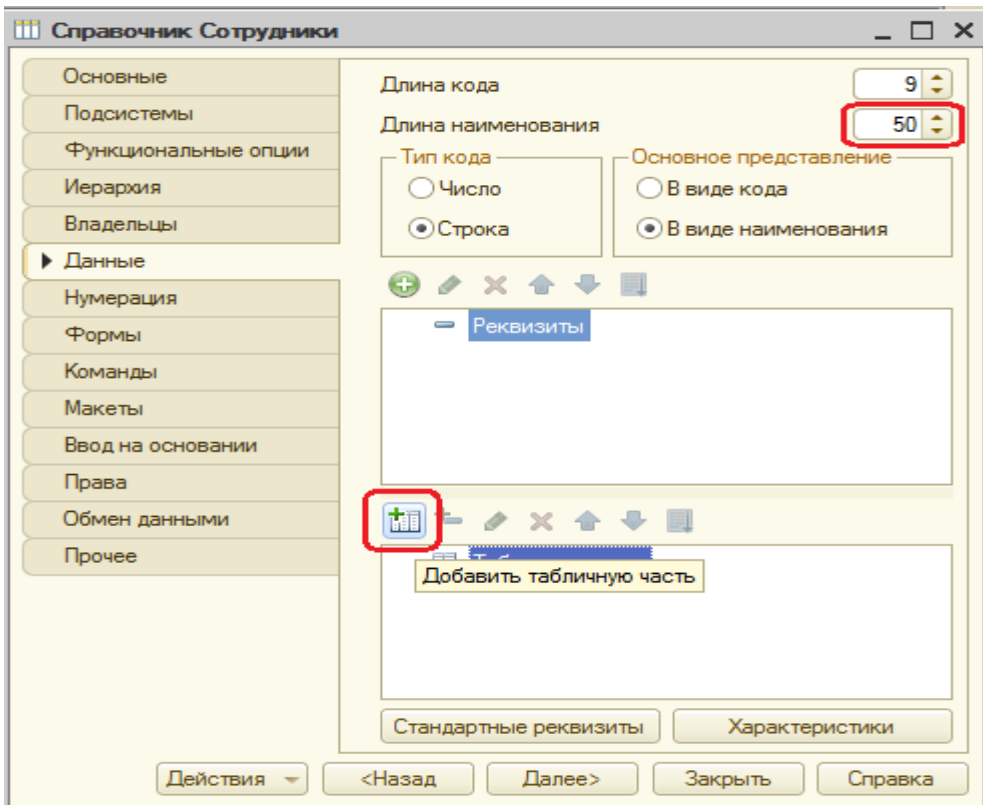 Справочник Сотрудники
Основные
Подсистемы
Функциональные опции
Иерархия
Владельцы
Данные
Нумерация
Формы
Команды
Макеты
Ввод на основании
Права
Обмен данными
Прочее
Длина кода 9
Длина наименования 50
Тип кода
Число
Строка
Основное представление
В виде кода
В виде наименования
Реквизиты
Добавить табличную часть
Стандартные реквизиты Характеристики
Действия <Назад Далее> Закрыть Справка